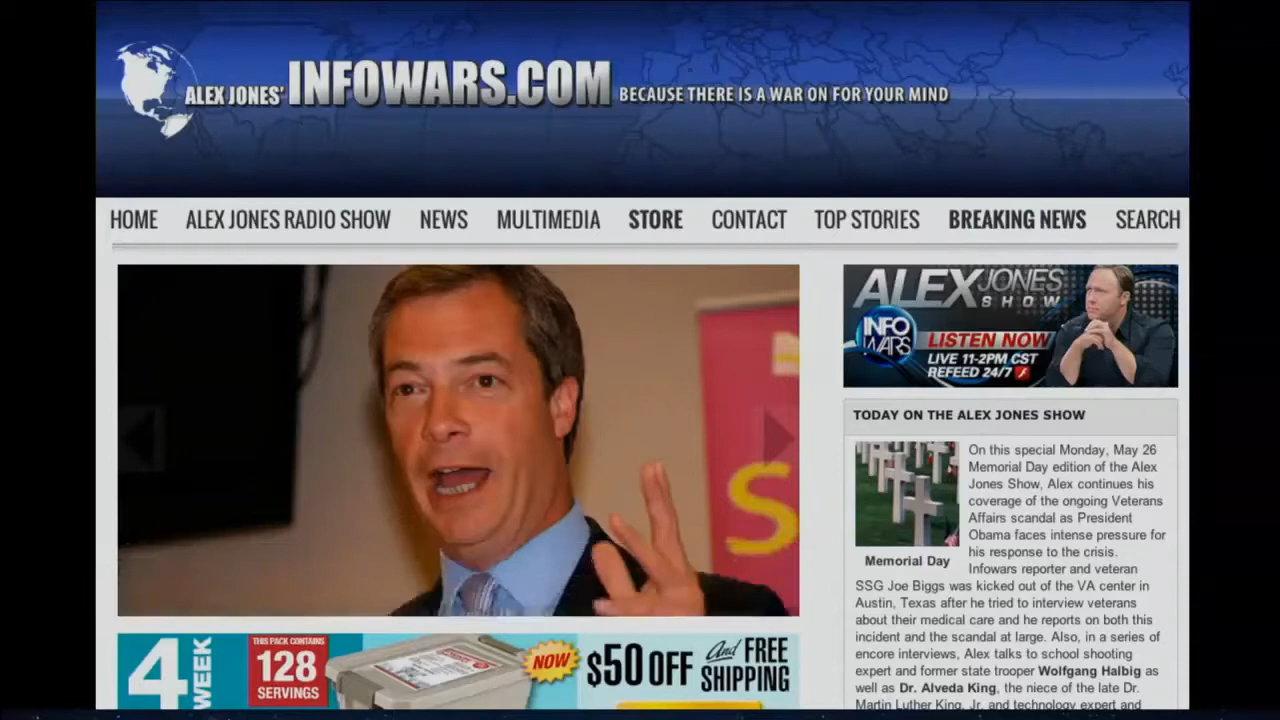 ALEX JONES' INFOWARS.COM BECAUSE THERE IS A WAR ON FOR YOUR MIND
HOME ALEX JONES RADIO SHOW NEWS MULTIMEDIA STORE CONTACT TOP STORIES BREAKING NEWS SEARCH
S
ALEX JONES
SHOW
INFO
WARS
LISTEN NOW
LIVE 11-2PM CST
REFEED 24/7
TODAY ON THE ALEX JONES SHOW
On this special Monday, May 26
Memorial Day edition of the Alex
Jones Show, Alex continues his
coverage of the ongoing Veterans
Affairs scandal as President
Obama faces intense pressure for
his response to the crisis.
Infowars reporter and veteran
Memorial Day
SSG Joe Biggs was kicked out of the VA center in
Austin, Texas after he tried to interview veterans
about their medical care and he reports on both this
incident and the scandal at large. Also, in a series of
encore interviews, Alex talks to school shooting
expert and former state trooper Wolfgang Halbig as
well as Dr. Alveda King, the niece of the late Dr.
Martin Luther King, Jr. and technology expert and
4 WEEK
THIS PACK CONTAINS
128
SERVINGS
NOW
$50 OFF And FREE
SHIPPING